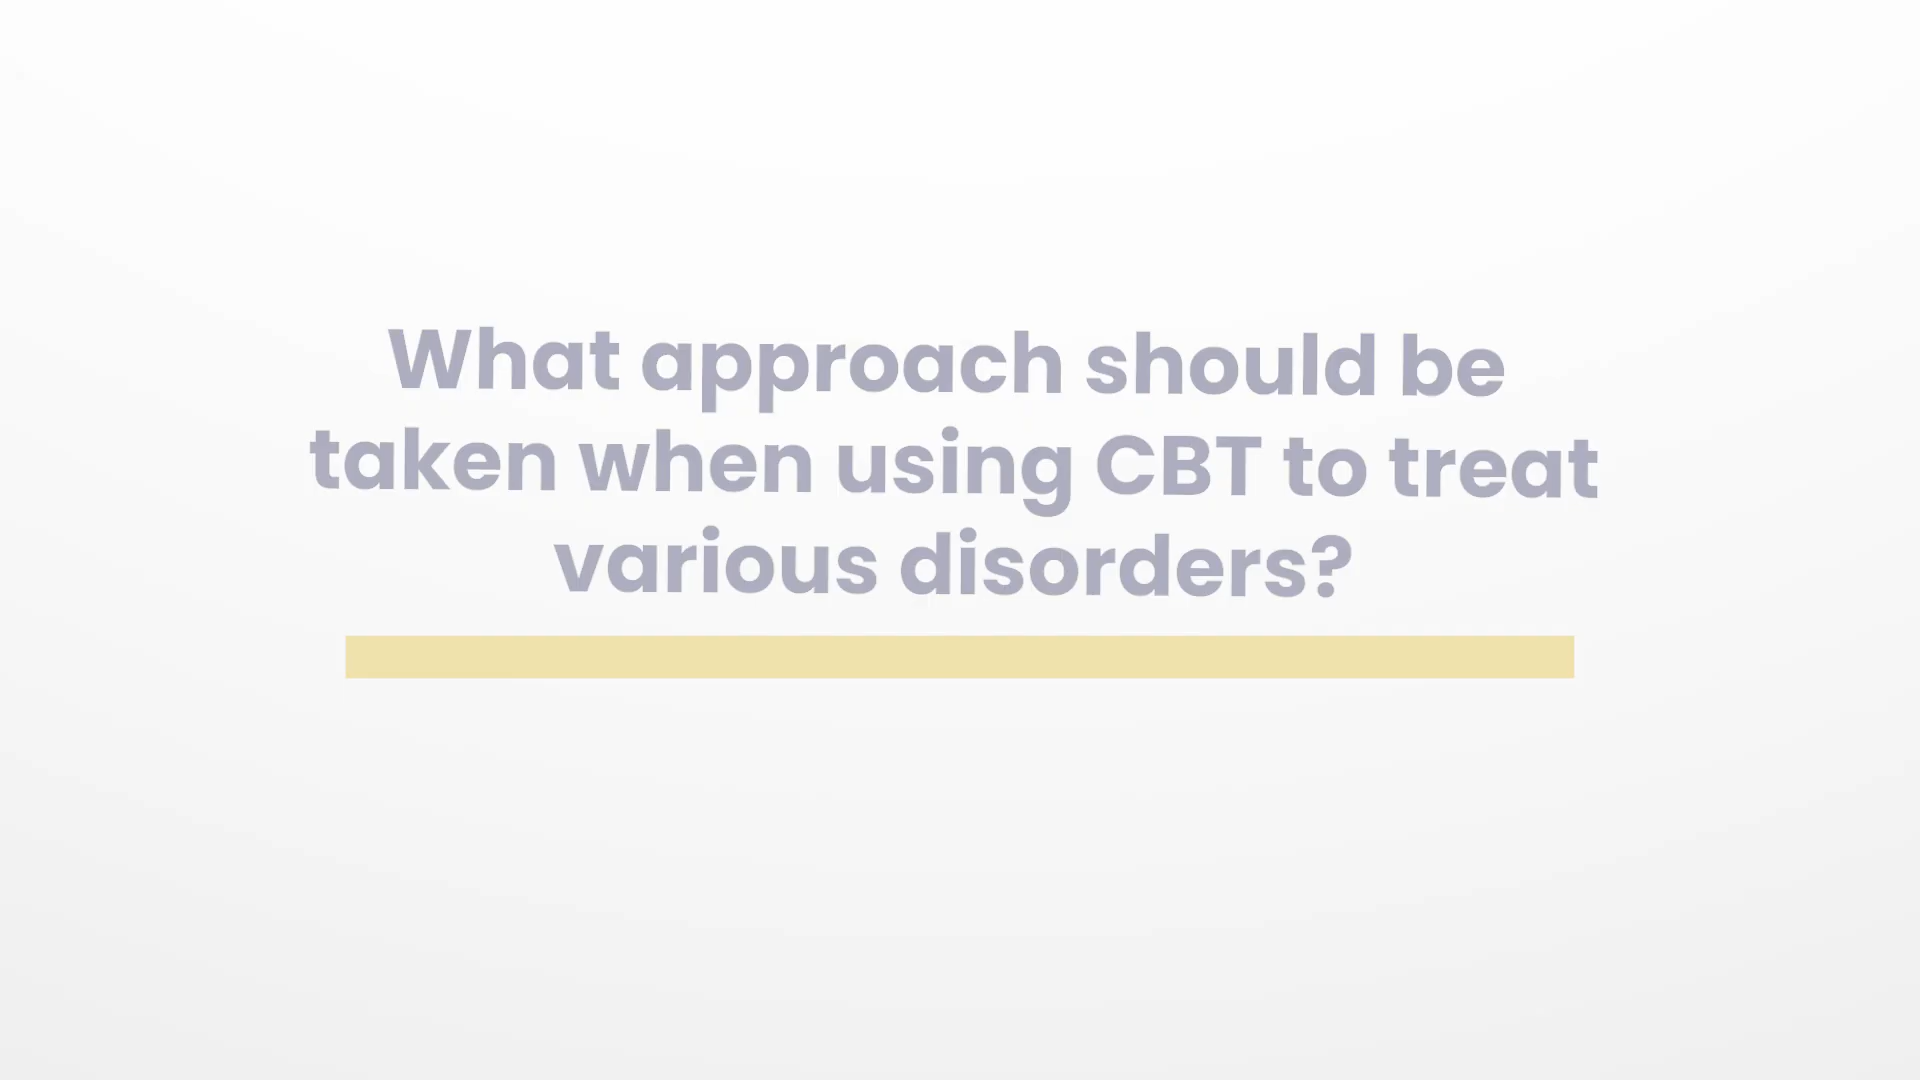 What approach should be
taken when using CBT to treat
various disorders?